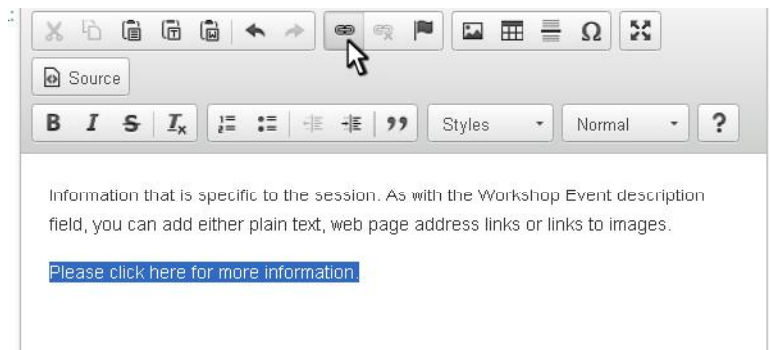 Source
B I S Tx ” Styles Normal ?
Information that is specific to the session. As with the Workshop Event description
field, you can add either plain text, web page address links or links to images.
Please click here for more information.